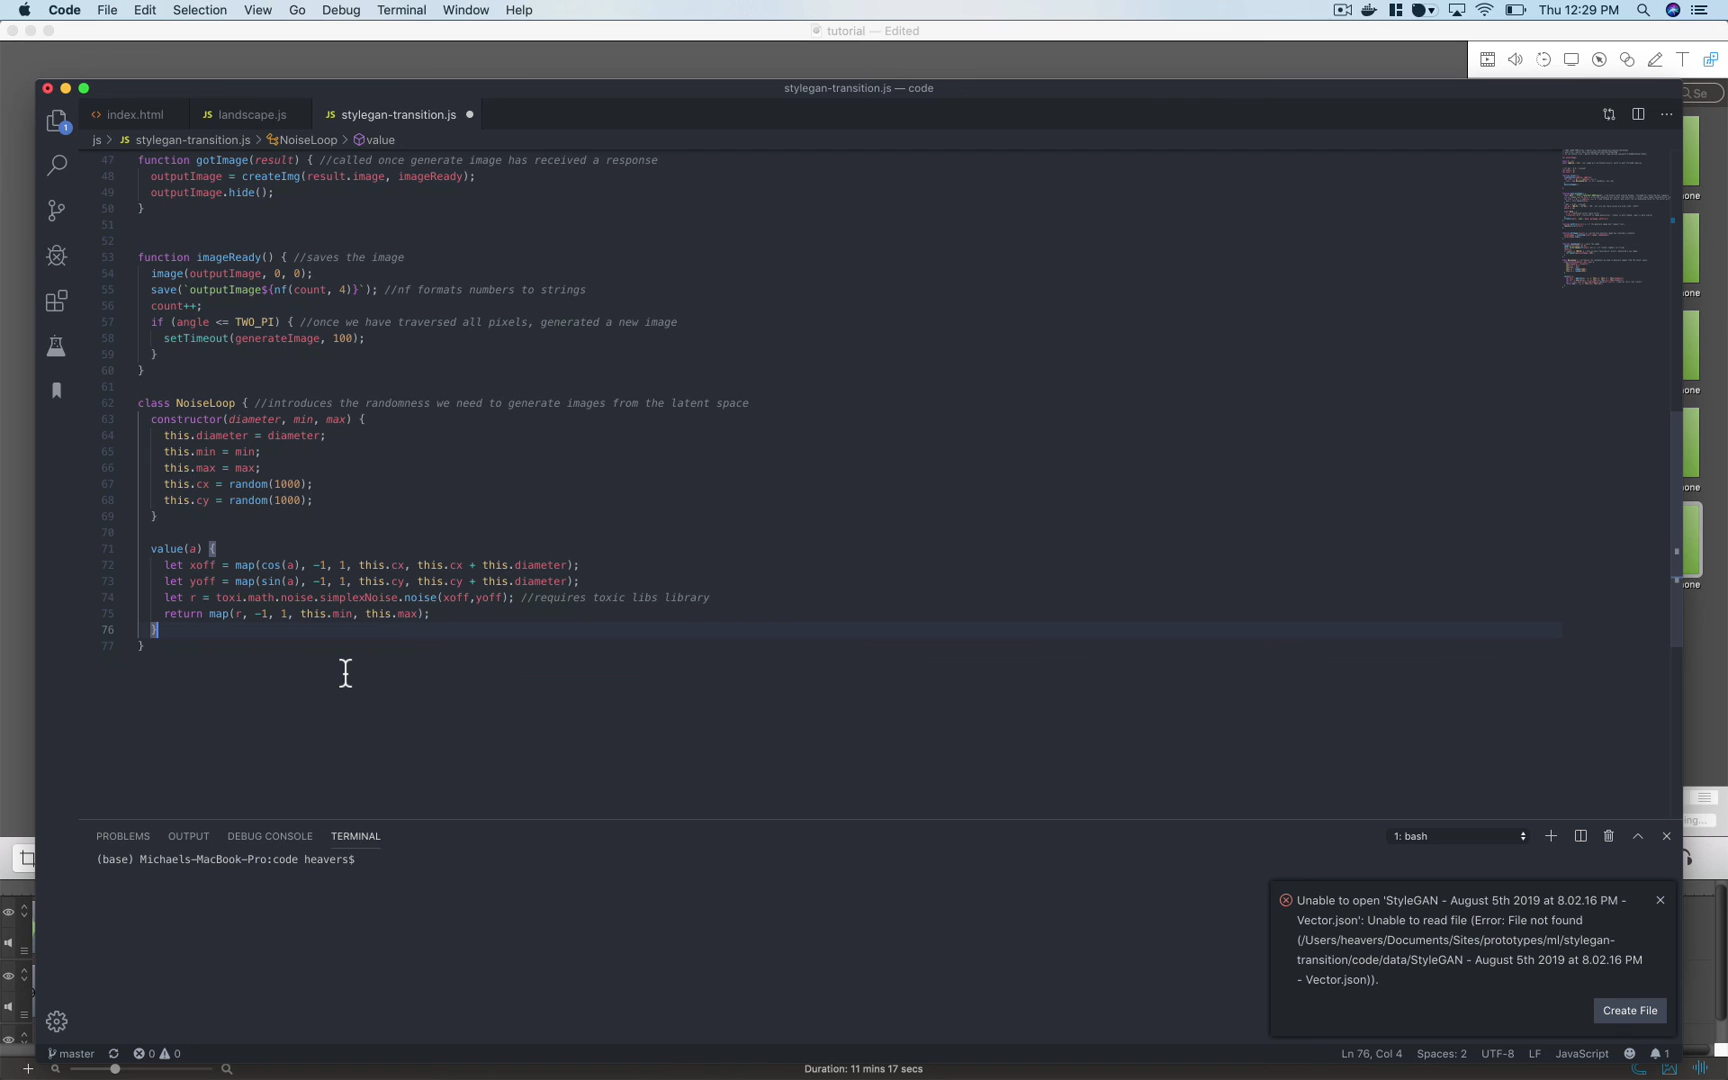 Code File Edit Selection View Go Debug Terminal Window Help Thu 12:29 PM
tutorial — Edited
stylegan-transition.js — code
Se
index.html JS landscape.js JS stylegan-transition.js
js › JS stylegan-transition.js › NoiseLoop › value
47 function gotImage(result) { //called once generate image has received a response
48 outputImage = createImg(result.image, imageReady);
49 outputImage.hide();
50 }
51
52
53 function imageReady() { //saves the image
54 image(outputImage, 0, 0);
55 save(`outputImage${nf(count, 4)}`); //nf formats numbers to strings
56 count++;
57 if (angle <= TWO_PI) { //once we have traversed all pixels, generated a new image
58 setTimeout(generateImage, 100);
59 }
60 }
61
62 class NoiseLoop { //introduces the randomness we need to generate images from the latent space
63 constructor(diameter, min, max) {
64 this.diameter = diameter;
65 this.min = min;
66 this.max = max;
67 this.cx = random(1000);
68 this.cy = random(1000);
69 }
70
71 value(a) {
72 let xoff = map(cos(a), -1, 1, this.cx, this.cx + this.diameter);
73 let yoff = map(sin(a), -1, 1, this.cy, this.cy + this.diameter);
74 let r = toxi.math.noise.simplexNoise.noise(xoff,yoff); //requires toxic libs library
75 return map(r, -1, 1, this.min, this.max);
76 }
77 }
one
one
one
one
one
PROBLEMS OUTPUT DEBUG CONSOLE TERMINAL 1: bash
(base) Michaels-MacBook-Pro:code heavers$
Unable to open 'StyleGAN - August 5th 2019 at 8.02.16 PM -
Vector.json': Unable to read file (Error: File not found
(/Users/heavers/Documents/Sites/prototypes/ml/stylegan-
transition/code/data/StyleGAN - August 5th 2019 at 8.02.16 PM
- Vector.json)).
Create File
master 0 0 Ln 76, Col 4 Spaces: 2 UTF-8 LF JavaScript 1
Duration: 11 mins 17 secs